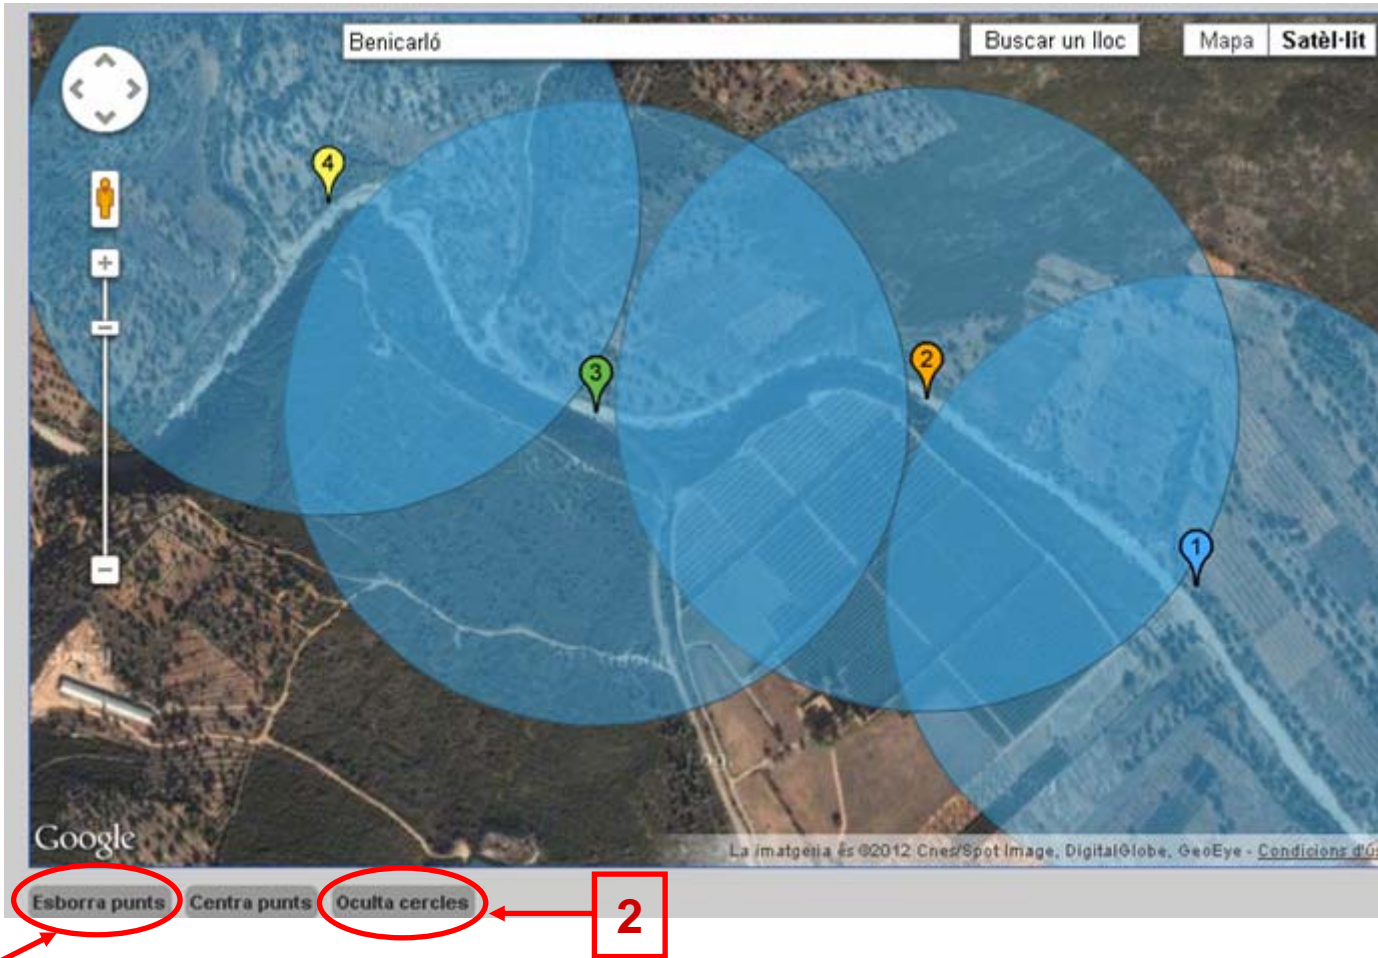 Benicarló
Buscar un lloc
Mapa
Satèl·lit
4
3
2
1
Google
La imatgeria és ©2012 Cnes/Spot Image, DigitalGlobe, GeoEye - Condicions d'ús
Esborra punts
Centra punts
Oculta cercles
2